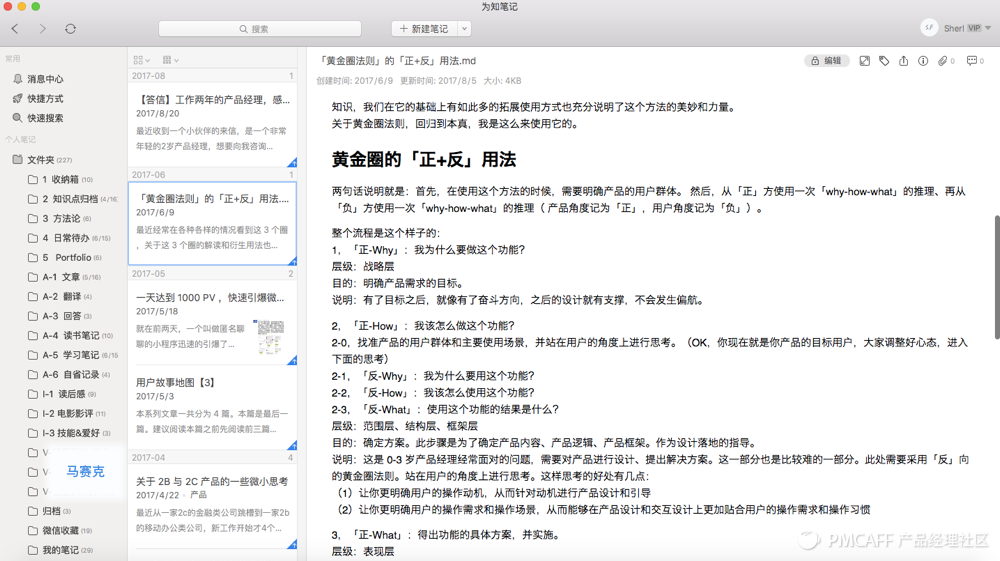 为知笔记
搜索
新建笔记
SF
Sherl VIP
常用
消息中心
快捷方式
快速搜索
个人笔记
文件夹 (227)
1 收纳箱 (10)
2 知识点归档 (4/16)
3 方法论 (6)
4 日常待办 (6/15)
5 Portfolio (6)
A-1 文章 (5/16)
A-2 翻译 (4)
A-3 回答 (3)
A-4 读书笔记 (10)
A-5 学习笔记 (6/15
A-6 自省记录 (4)
I-1 读后感 (9)
I-2 电影影评 (11)
I-3 技能&爱好 (3)
马赛克
归档 (3)
微信收藏 (19)
我的笔记 (29)
2017-08 1
【答信】工作两年的产品经理，感...
2017/8/20
最近收到一个小伙伴的来信，是一个非常
年轻的2岁产品经理，想要向我咨询...
2017-06 1
「黄金圈法则」的「正+反」用法....
2017/6/9
最近经常在各种各样的情况看到这 3 个圈
，关于这 3 个圈的解读和衍生用法也...
2017-05 2
一天达到 1000 PV ，快速引爆微...
2017/5/18
就在前两天，一个叫做匿名聊
聊的小程序迅速的引爆了...
用户故事地图【3】
2017/5/3
本系列文章一共分为 4 篇。本篇是最后一
篇。建议阅读本篇之前先阅读前三篇...
2017-04 4
关于 2B 与 2C 产品的一些微小思考
2017/4/22 · 产品
最近从一家2c的金融类公司跳槽到一家2b
的移动办公类公司，新工作开始才4个...
「黄金圈法则」的「正+反」用法.md
编辑
0
0
创建时间: 2017/6/9 更新时间: 2017/8/5 大小: 4KB
知识，我们在它的基础上有如此多的拓展使用方式也充分说明了这个方法的美妙和力量。
关于黄金圈法则，回归到本真，我是这么来使用它的。
黄金圈的「正+反」用法
两句话说明就是：首先，在使用这个方法的时候，需要明确产品的用户群体。 然后，从「正」方使用一次「why-how-what」的推理、再从
「负」方使用一次「why-how-what」的推理（ 产品角度记为「正」，用户角度记为「负」）。
整个流程是这个样子的:
1，「正-Why」：我为什么要做这个功能？
层级：战略层
目的：明确产品需求的目标。
说明：有了目标之后，就像有了奋斗方向，之后的设计就有支撑，不会发生偏航。
2，「正-How」：我该怎么做这个功能？
2-0，找准产品的用户群体和主要使用场景，并站在用户的角度上进行思考。（OK，你现在就是你产品的目标用户，大家调整好心态，进入
下面的思考）
2-1，「反-Why」：我为什么要用这个功能？
2-2，「反-How」：我该怎么使用这个功能？
2-3，「反-What」：使用这个功能的结果是什么？
层级：范围层、结构层、框架层
目的：确定方案。此步骤是为了确定产品内容、产品逻辑、产品框架。作为设计落地的指导。
说明：这是 0-3 岁产品经理经常面对的问题，需要对产品进行设计、提出解决方案。这一部分也是比较难的一部分。此处需要采用「反」向
的黄金圈法则。站在用户的角度上进行思考。这样思考的好处有几点：
（1）让你更明确用户的操作动机，从而针对动机进行产品设计和引导
（2）让你更明确用户的操作需求和操作场景，从而能够在产品设计和交互设计上更加贴合用户的操作需求和操作习惯
3，「正-What」：得出功能的具体方案，并实施。
层级：表现层
PMCAFF 产品经理社区